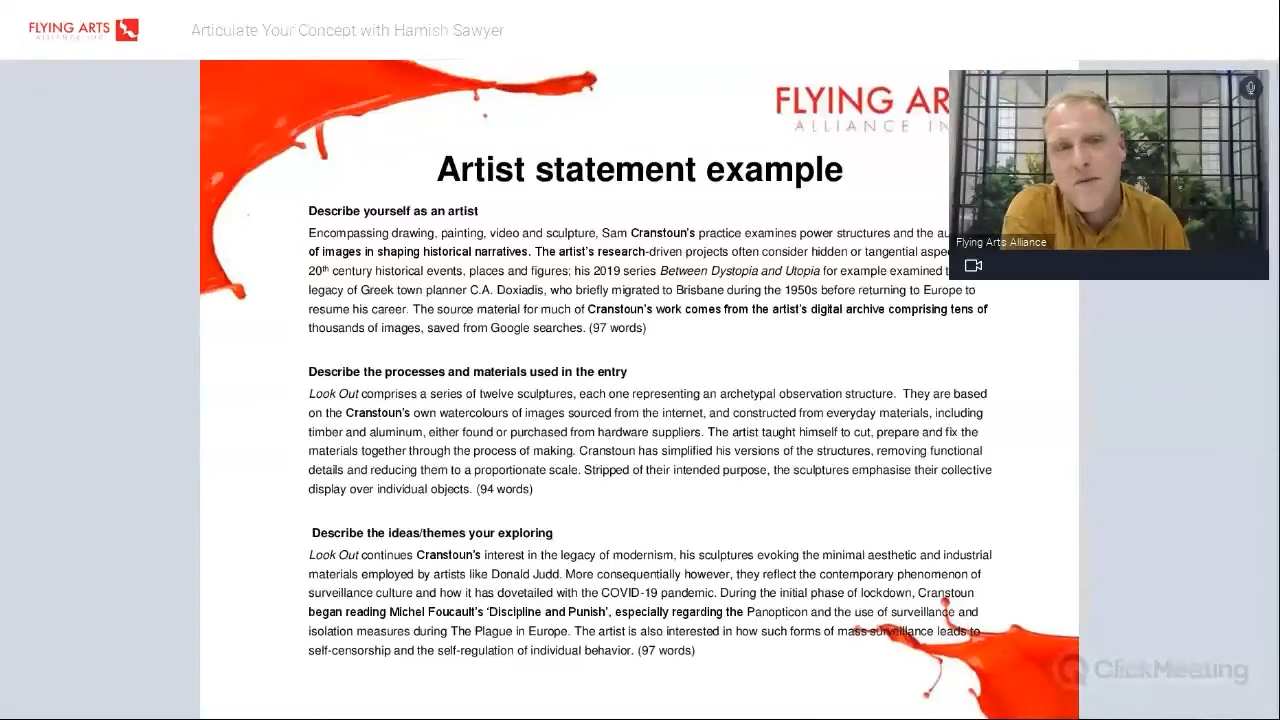 FLYING ARTS
ALLIANCE INC
Articulate Your Concept with Hamish Sawyer
FLYING AR
ALLIANCE IN
Artist statement example
Flying Arts Alliance
Describe yourself as an artist
Encompassing drawing, painting, video and sculpture, Sam Cranstoun's practice examines power structures and the au
of images in shaping historical narratives. The artist's research-driven projects often consider hidden or tangential aspe
20th century historical events, places and figures; his 2019 series Between Dystopia and Utopia for example examined t
legacy of Greek town planner C.A. Doxiadis, who briefly migrated to Brisbane during the 1950s before returning to Europe to
resume his career. The source material for much of Cranstoun's work comes from the artist's digital archive comprising tens of
thousands of images, saved from Google searches. (97 words)
Describe the processes and materials used in the entry
Look Out comprises a series of twelve sculptures, each one representing an archetypal observation structure. They are based
on the Cranstoun's own watercolours of images sourced from the internet, and constructed from everyday materials, including
timber and aluminum, either found or purchased from hardware suppliers. The artist taught himself to cut, prepare and fix the
materials together through the process of making. Cranstoun has simplified his versions of the structures, removing functional
details and reducing them to a proportionate scale. Stripped of their intended purpose, the sculptures emphasise their collective
display over individual objects. (94 words)
Describe the ideas/themes your exploring
Look Out continues Cranstoun's interest in the legacy of modernism, his sculptures evoking the minimal aesthetic and industrial
materials employed by artists like Donald Judd. More consequentially however, they reflect the contemporary phenomenon of
surveillance culture and how it has dovetailed with the COVID-19 pandemic. During the initial phase of lockdown, Cranstoun
began reading Michel Foucault's 'Discipline and Punish', especially regarding the Panopticon and the use of surveillance and
isolation measures during The Plague in Europe. The artist is also interested in how such forms of mass surveillance leads to
self-censorship and the self-regulation of individual behavior. (97 words)
ClickMeeting